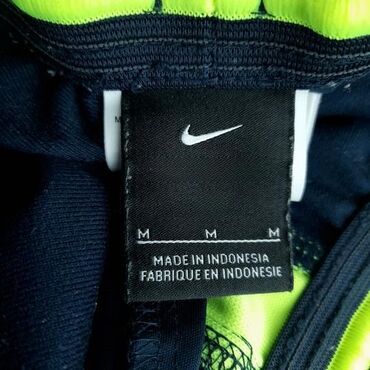 M M M
MADE IN INDONESIA
FABRIQUE EN INDONESIE
M